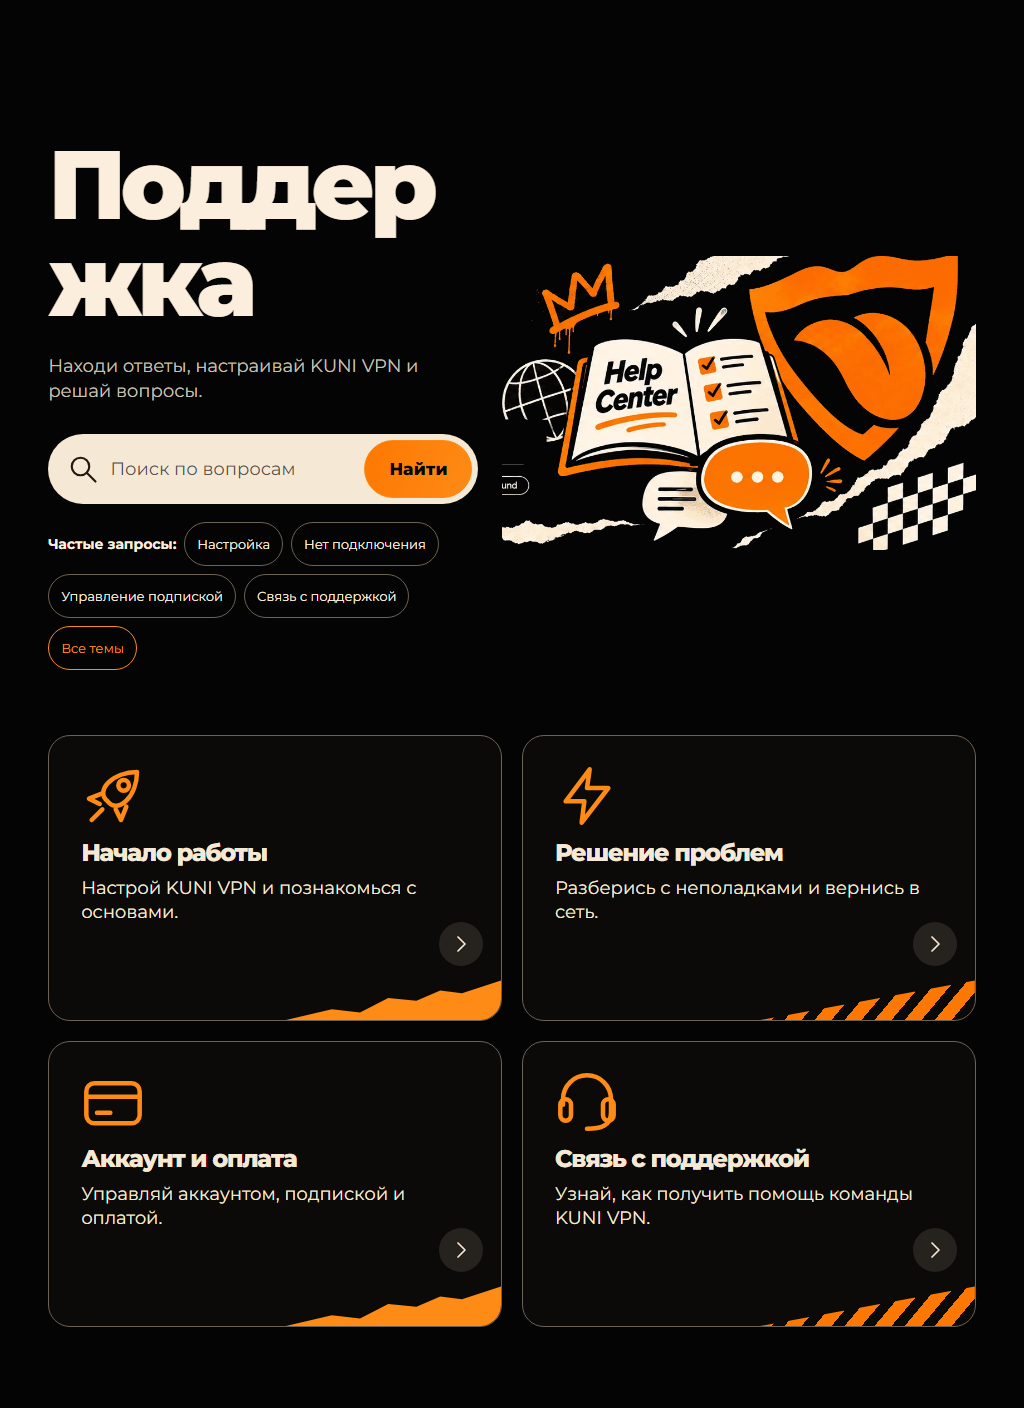 Поддер
жка
Находи ответы, настраивай KUNI VPN и
решай вопросы.
Поиск по вопросам
Найти
Частые запросы:
Настройка
Нет подключения
Управление подпиской
Связь с поддержкой
Все темы
Help
Center
und
Начало работы
Настрой KUNI VPN и познакомься с
основами.
Решение проблем
Разберись с неполадками и вернись в
сеть.
Аккаунт и оплата
Управляй аккаунтом, подпиской и
оплатой.
Связь с поддержкой
Узнай, как получить помощь команды
KUNI VPN.